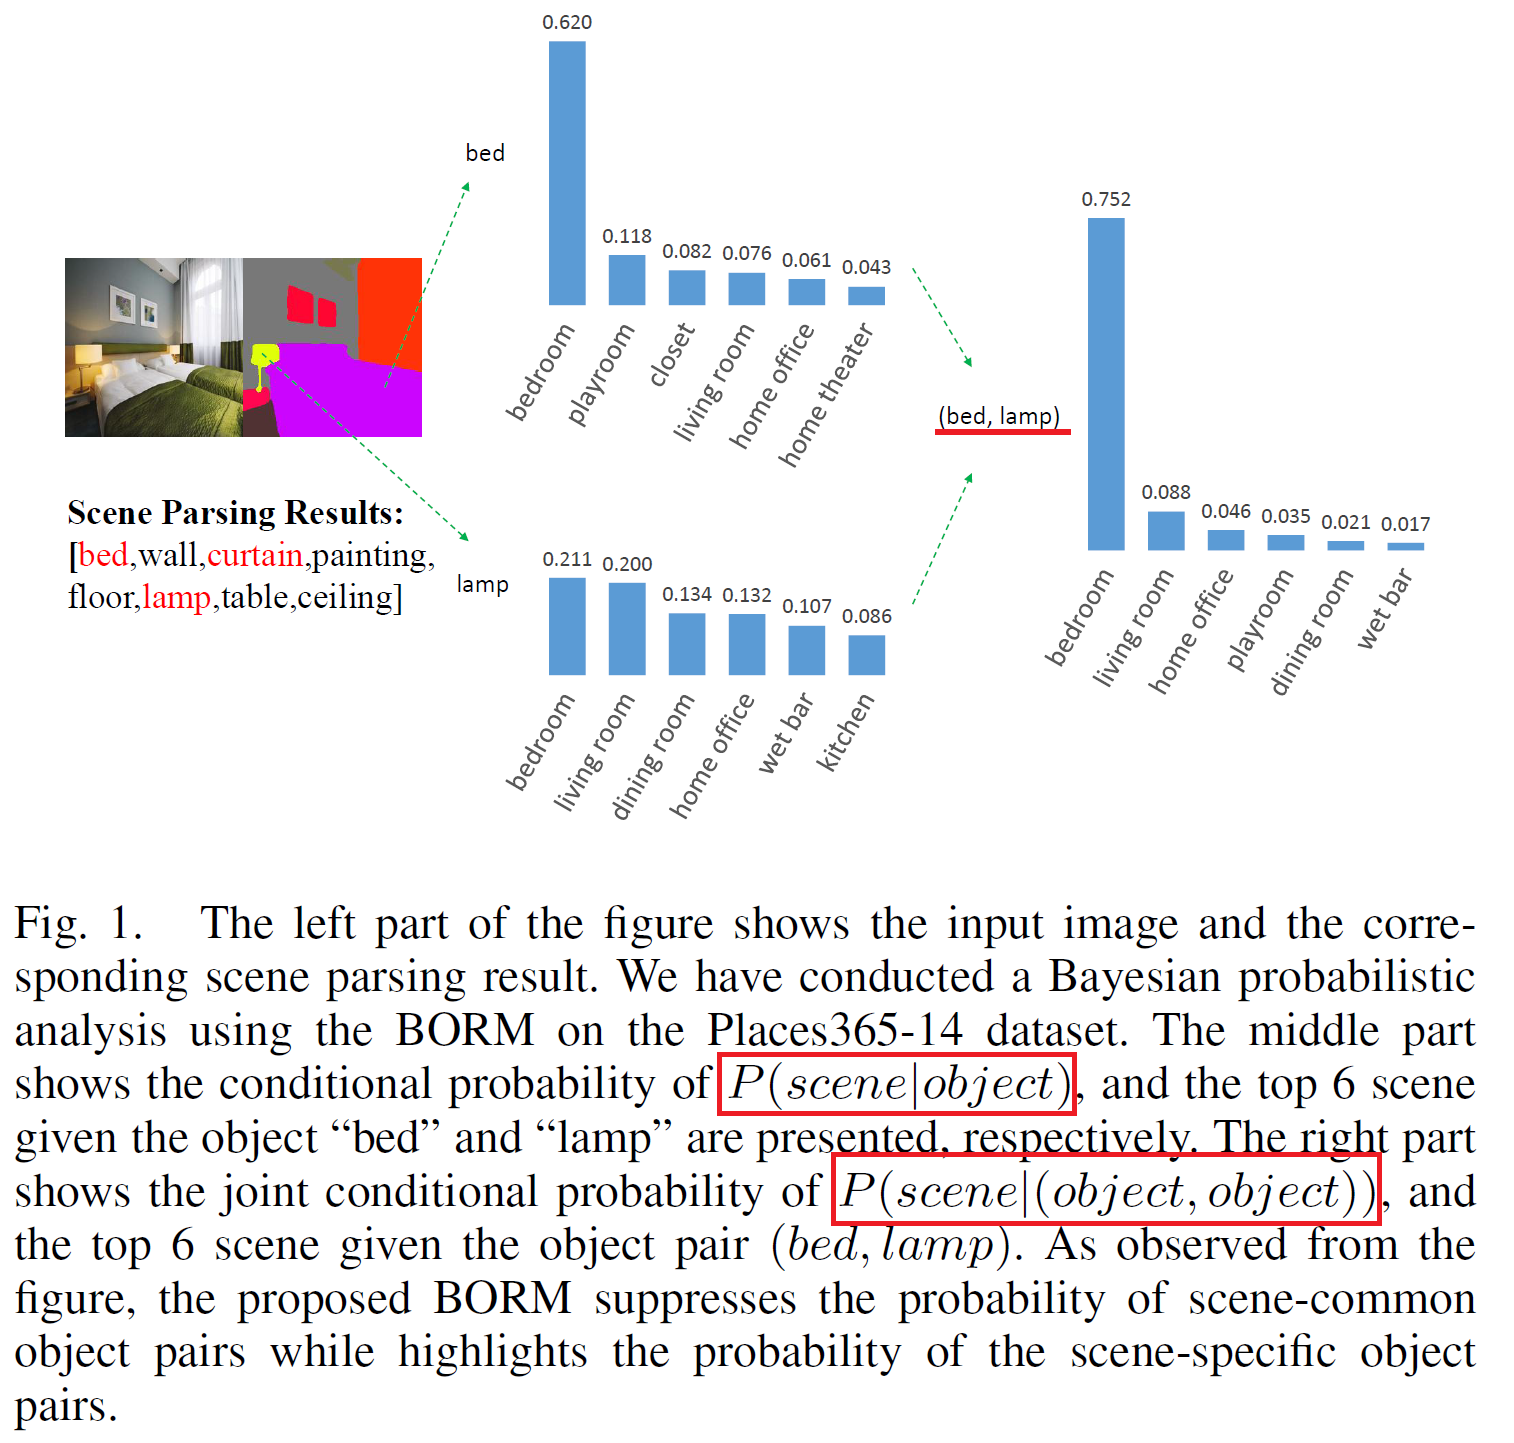 0.620
bed
0.118
0.082
0.076
0.061
0.043
bedroom
playroom
closet
living room
home office
home theater
Scene Parsing Results:
[bed,wall,curtain,painting,
floor,lamp,table,ceiling]
lamp
0.211
0.200
0.134
0.132
0.107
0.086
bedroom
living room
dining room
home office
wet bar
kitchen
(bed, lamp)
0.752
0.088
0.046
0.035
0.021
0.017
bedroom
living room
home office
playroom
dining room
wet bar
Fig. 1. The left part of the figure shows the input image and the corre-
sponding scene parsing result. We have conducted a Bayesian probabilistic
analysis using the BORM on the Places365-14 dataset. The middle part
shows the conditional probability of P(scene|object), and the top 6 scene
given the object “bed” and “lamp” are presented, respectively. The right part
shows the joint conditional probability of P(scene|(object, object)), and
the top 6 scene given the object pair (bed, lamp). As observed from the
figure, the proposed BORM suppresses the probability of scene-common
object pairs while highlights the probability of the scene-specific object
pairs.